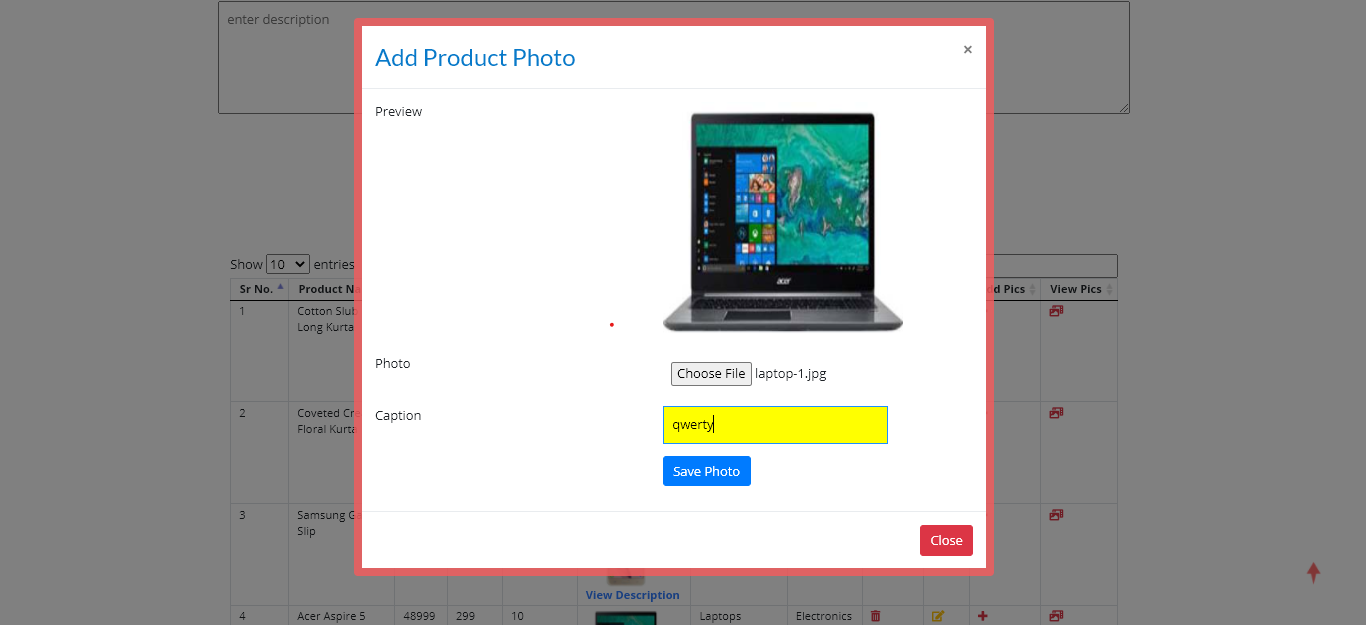 enter description
Add Product Photo
×
Preview
acer
Photo
Choose File laptop-1.jpg
Caption
qwerty
Save Photo
Close
Show 10 entries
Sr No. Product Na d Pics View Pics
1 Cotton Slub
Long Kurta
2 Coveted Cre
Floral Kurta
3 Samsung Ga
Slip
View Description
4 Acer Aspire 5 48999 299 10 Laptops Electronics